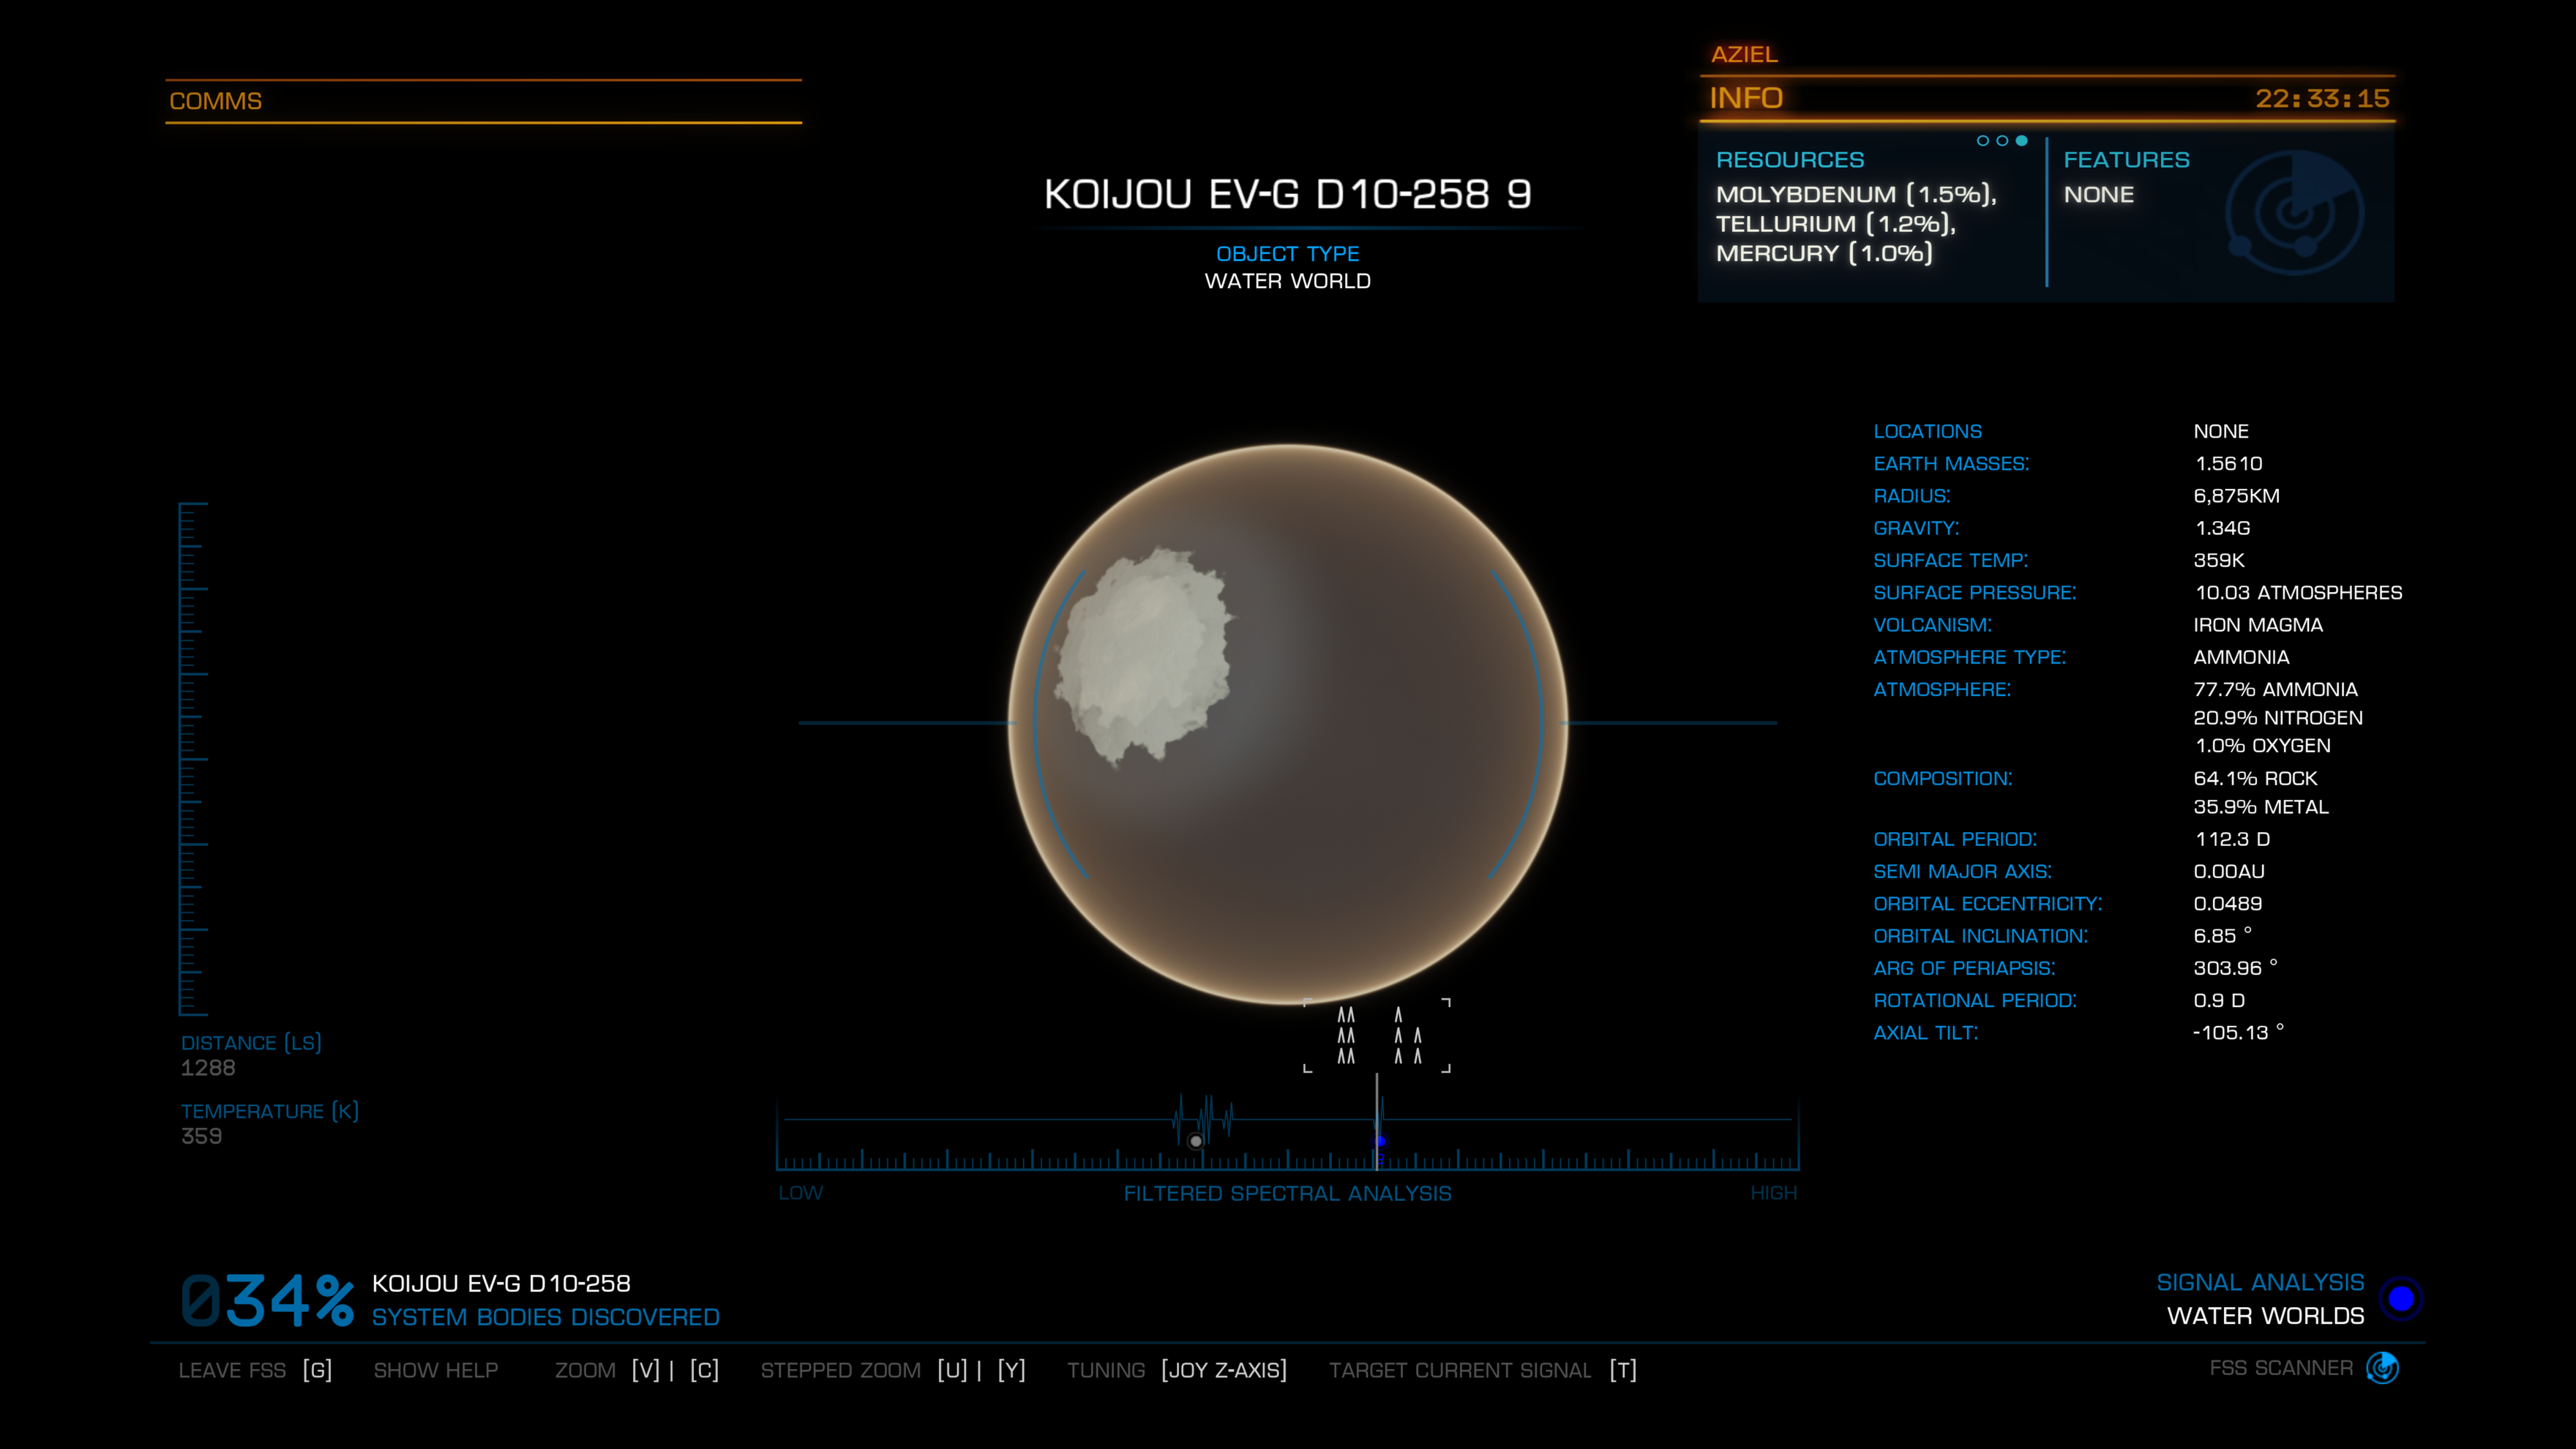 AZIEL
COMMS
INFO 22:33:15
RESOURCES
MOLYBDENUM (1.5%),
TELLURIUM (1.2%),
MERCURY (1.0%)
FEATURES
NONE
KOIJOU EV-G D10-258 9
OBJECT TYPE
WATER WORLD
LOCATIONS NONE
EARTH MASSES: 1.5610
RADIUS: 6,875KM
GRAVITY: 1.34G
SURFACE TEMP: 359K
SURFACE PRESSURE: 10.03 ATMOSPHERES
VOLCANISM: IRON MAGMA
ATMOSPHERE TYPE: AMMONIA
ATMOSPHERE: 77.7% AMMONIA
20.9% NITROGEN
1.0% OXYGEN
COMPOSITION: 64.1% ROCK
35.9% METAL
ORBITAL PERIOD: 112.3 D
SEMI MAJOR AXIS: 0.00AU
ORBITAL ECCENTRICITY: 0.0489
ORBITAL INCLINATION: 6.85 °
ARG OF PERIAPSIS: 303.96 °
ROTATIONAL PERIOD: 0.9 D
AXIAL TILT: -105.13 °
DISTANCE (LS)
1288
TEMPERATURE (K)
359
LOW FILTERED SPECTRAL ANALYSIS HIGH
034% KOIJOU EV-G D10-258
SYSTEM BODIES DISCOVERED
SIGNAL ANALYSIS
WATER WORLDS
LEAVE FSS [G] SHOW HELP ZOOM [V] | [C] STEPPED ZOOM [U] | [Y] TUNING [JOY Z-AXIS] TARGET CURRENT SIGNAL [T] FSS SCANNER